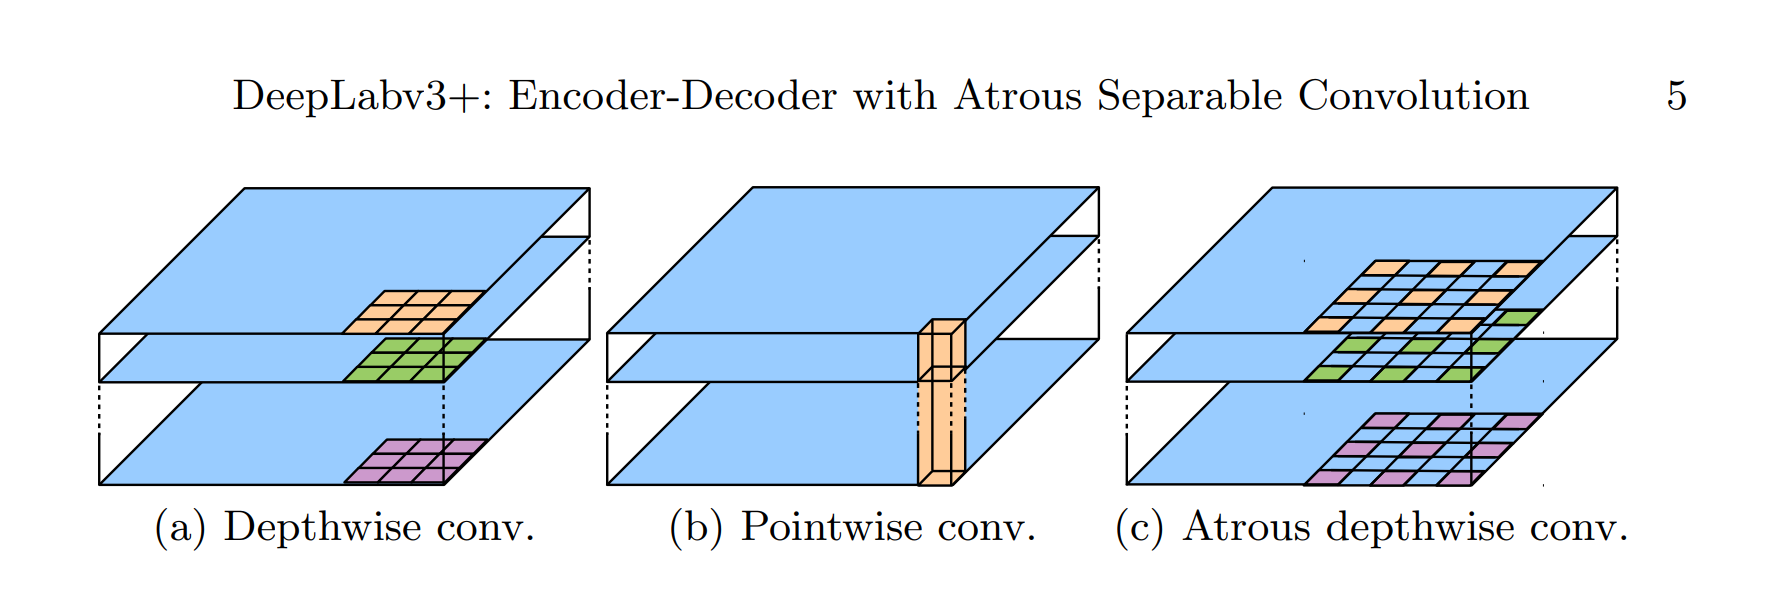 DeepLabv3+: Encoder-Decoder with Atrous Separable Convolution 5
(a) Depthwise conv. (b) Pointwise conv. (c) Atrous depthwise conv.